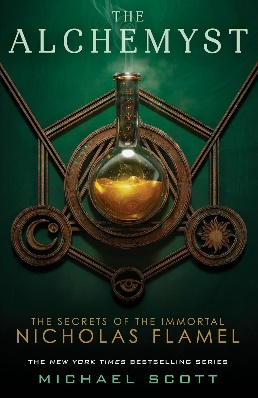 THE
ALCHEMYST
THE SECRETS OF THE IMMORTAL
NICHOLAS FLAMEL
THE NEW YORK TIMES BESTSELLING SERIES
MICHAEL SCOTT